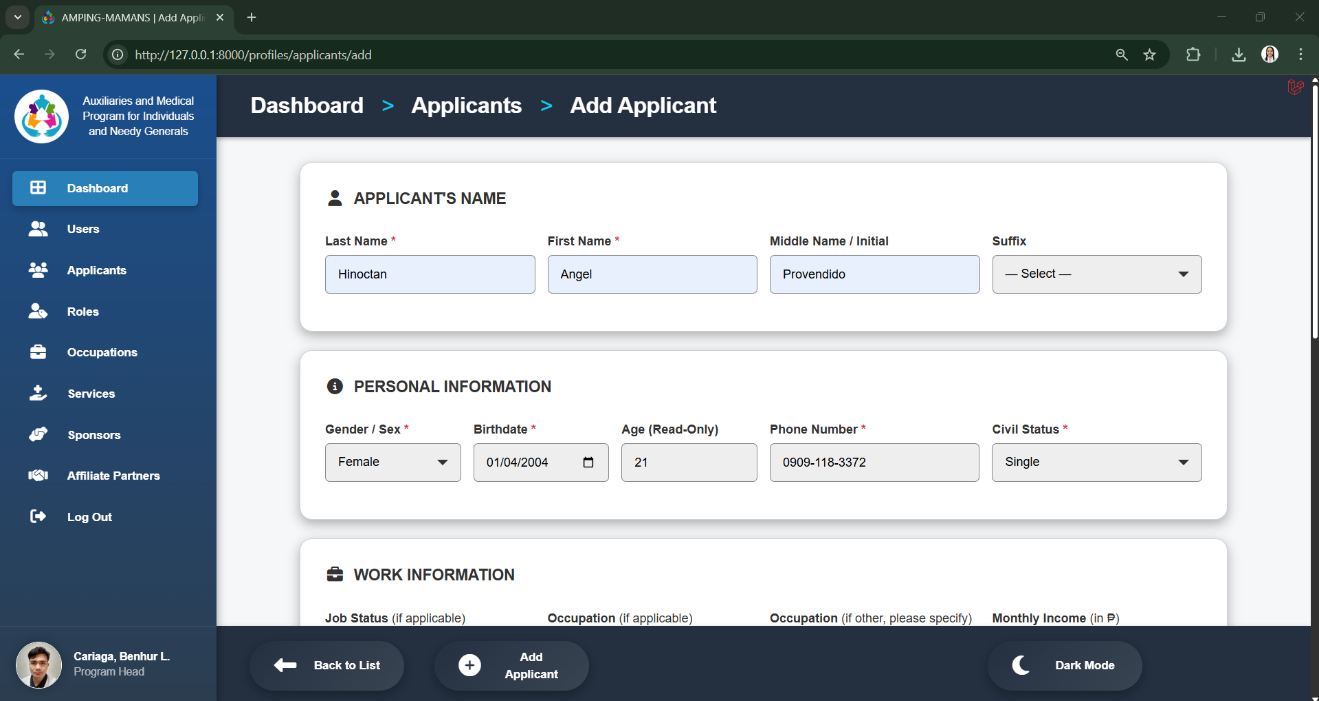 AMPING-MAMANS | Add Appli
http://127.0.0.1:8000/profiles/applicants/add
Auxiliaries and Medical
Program for Individuals
and Needy Generals
Dashboard > Applicants > Add Applicant
Dashboard
Users
Applicants
Roles
Occupations
Services
Sponsors
Affiliate Partners
Log Out
Cariaga, Benhur L.
Program Head
APPLICANT'S NAME
Last Name * First Name * Middle Name / Initial Suffix
Hinoctan Angel Provendido — Select —
PERSONAL INFORMATION
Gender / Sex * Birthdate * Age (Read-Only) Phone Number * Civil Status *
Female 01/04/2004 21 0909-118-3372 Single
WORK INFORMATION
Job Status (if applicable) Occupation (if applicable) Occupation (if other, please specify) Monthly Income (in ₱)
Back to List
Add
Applicant
Dark Mode